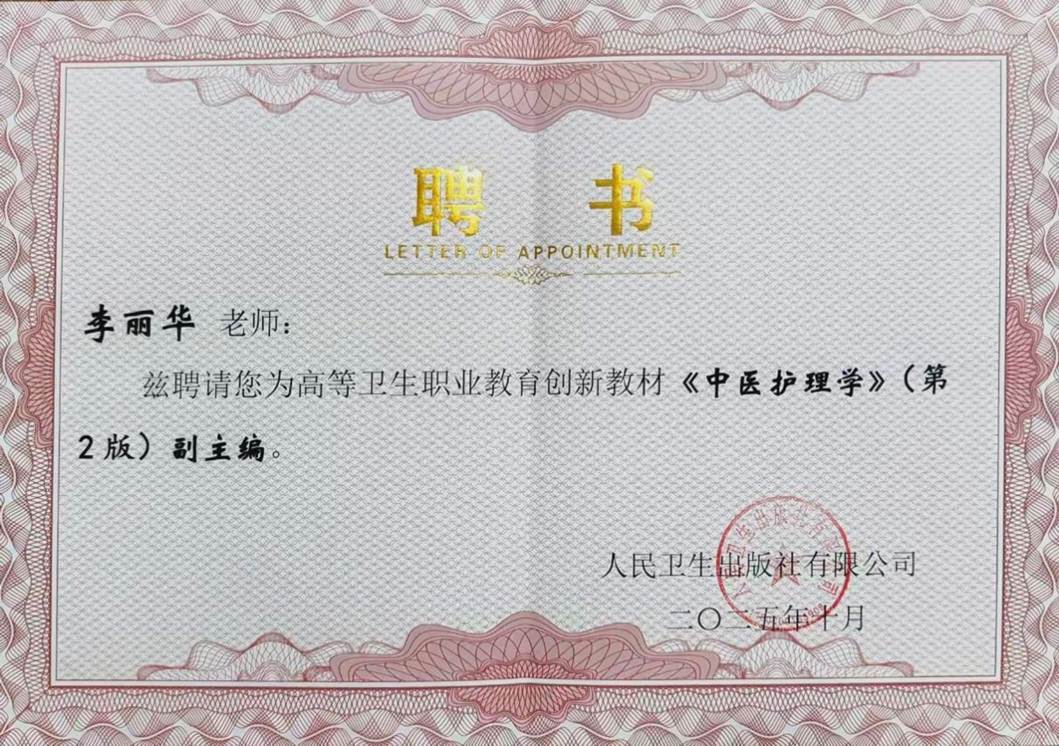 聘 书
LETTER OF APPOINTMENT
李丽华 老师：
兹聘请您为高等卫生职业教育创新教材《中医护理学》（第
2版）副主编。
人民卫生出版社有限公司
二〇二五年十月